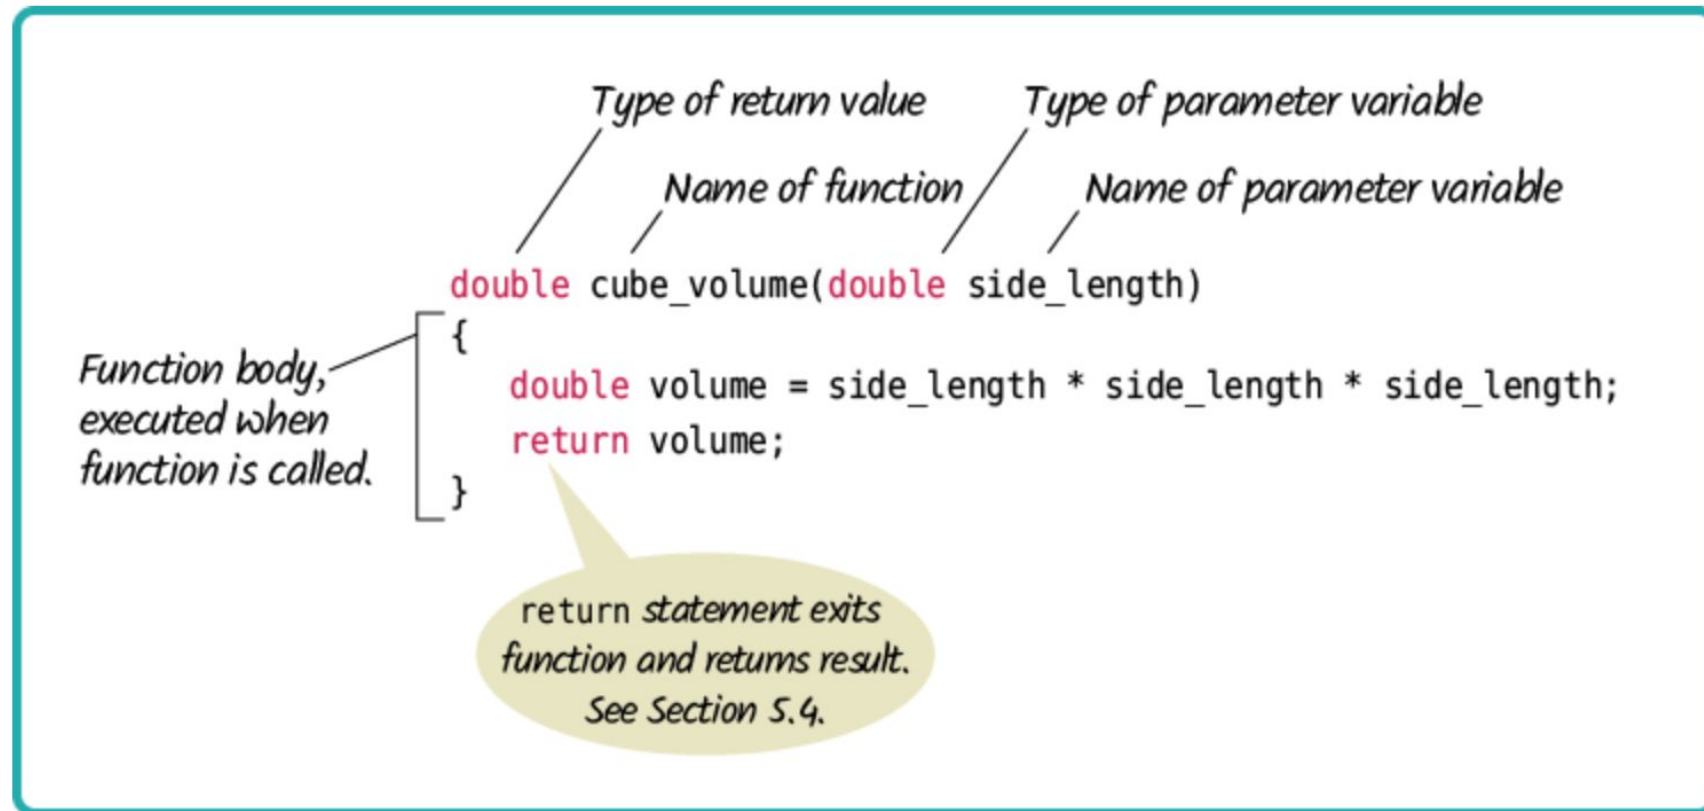 Type of return value
Type of parameter variable
Name of function
Name of parameter variable
double cube_volume(double side_length)
{
double volume = side_length * side_length * side_length;
return volume;
}
Function body,
executed when
function is called.
return statement exits
function and returns result.
See Section 5.4.